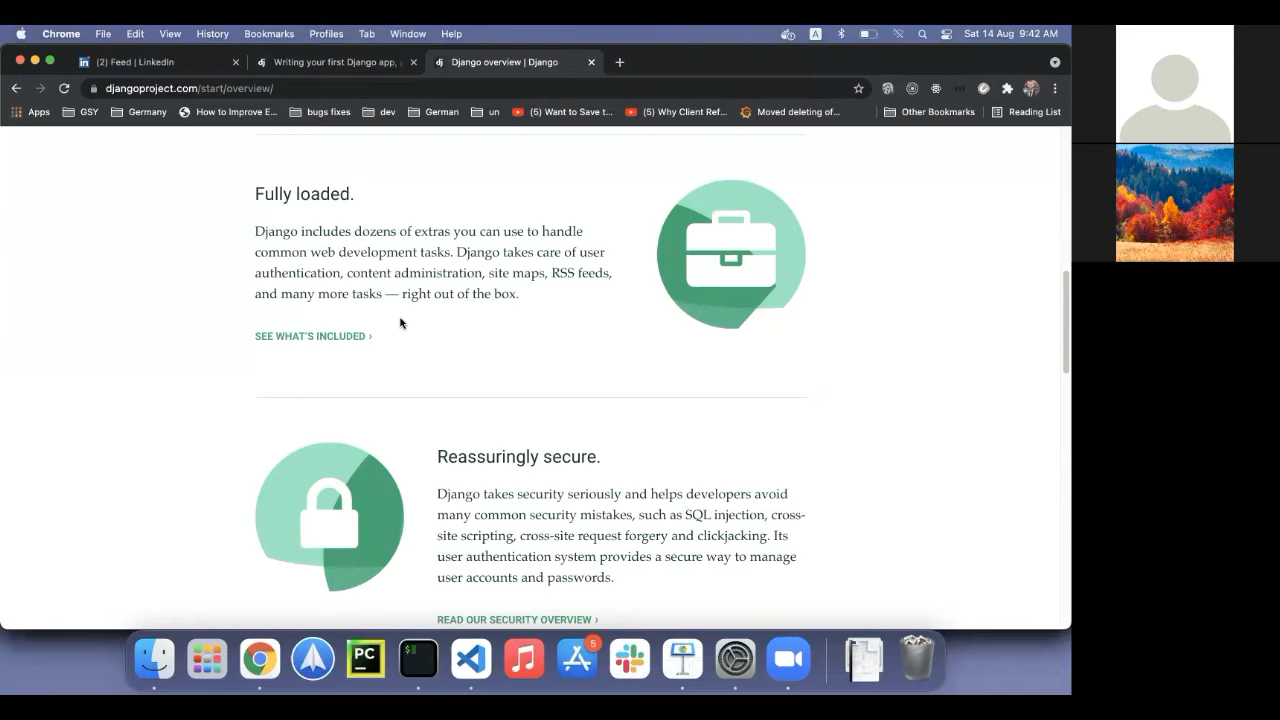 Chrome File Edit View History Bookmarks Profiles Tab Window Help A Sat 14 Aug 9:42 AM
in (2) Feed | LinkedIn dj Writing your first Django app, dj Django overview | Django
djangoproject.com/start/overview/
Apps GSY Germany How to Improve E... bugs fixes dev German un (5) Want to Save t... (5) Why Client Ref... Moved deleting of... Other Bookmarks Reading List
Fully loaded.
Django includes dozens of extras you can use to handle
common web development tasks. Django takes care of user
authentication, content administration, site maps, RSS feeds,
and many more tasks — right out of the box.
SEE WHAT'S INCLUDED ›
Reassuringly secure.
Django takes security seriously and helps developers avoid
many common security mistakes, such as SQL injection, cross-
site scripting, cross-site request forgery and clickjacking. Its
user authentication system provides a secure way to manage
user accounts and passwords.
READ OUR SECURITY OVERVIEW ›
PC $ 5